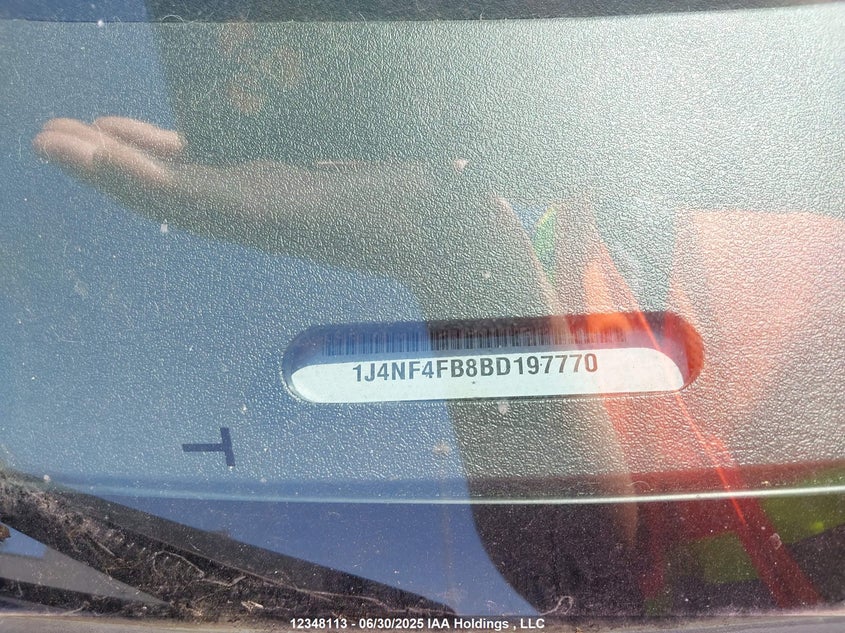 1J4NF4FB8BD197770
T
12348113 - 06/30/2025 IAA Holdings , LLC